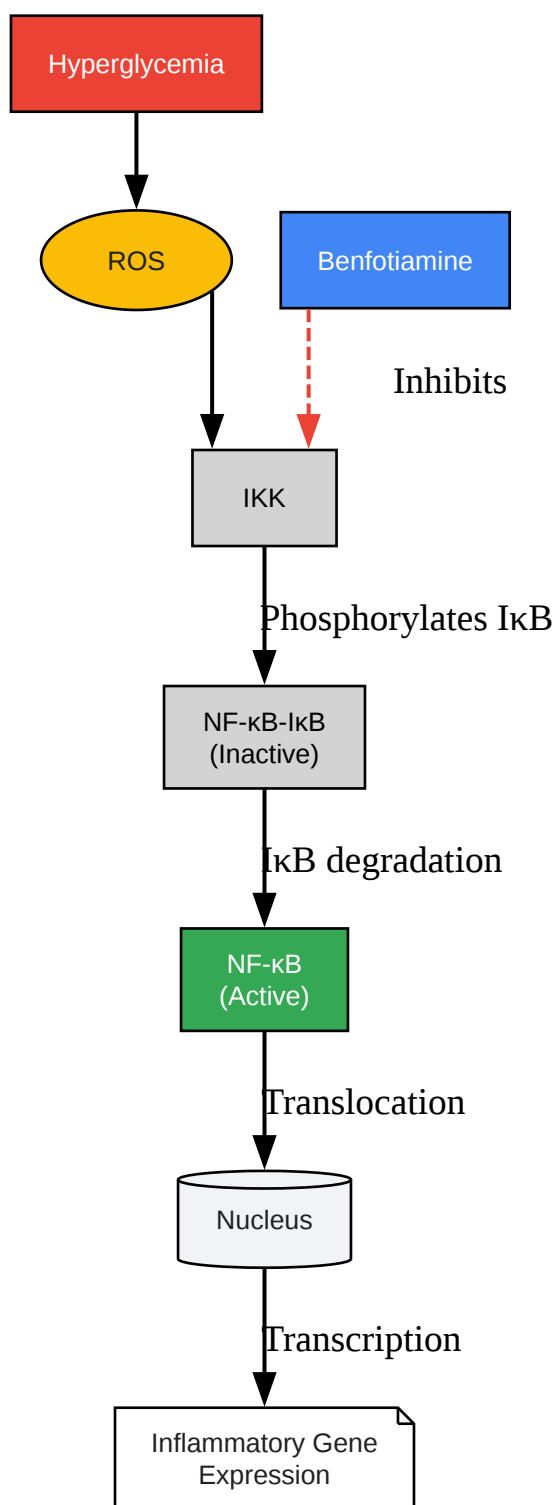 Hyperglycemia
ROS
Benfotiamine
Inhibits
IKK
Phosphorylates IκB
NF-κB-IκB
(Inactive)
IκB degradation
NF-κB
(Active)
Translocation
Nucleus
Transcription
Inflammatory Gene
Expression